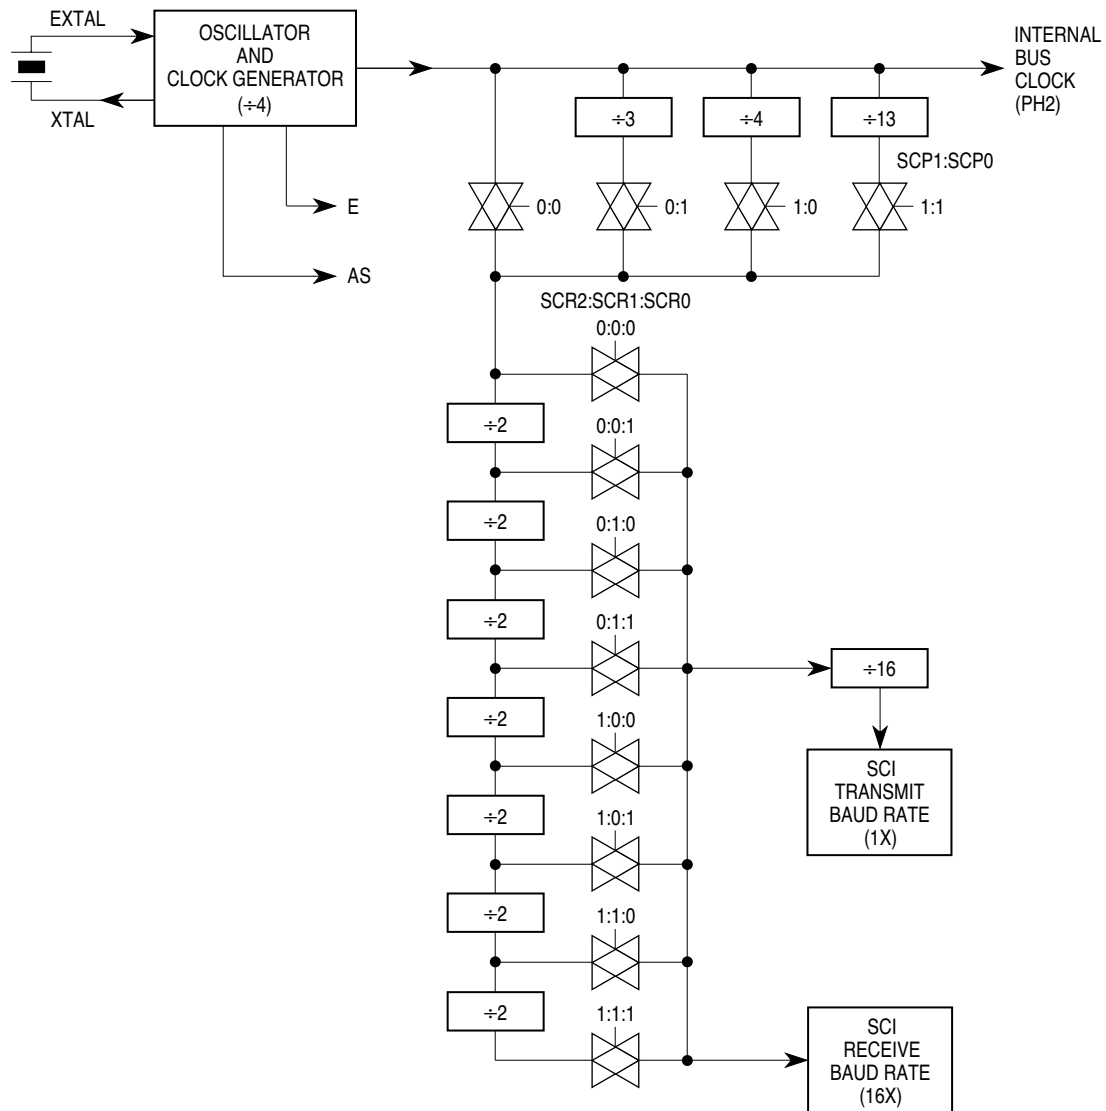 EXTAL
XTAL
OSCILLATOR
AND
CLOCK GENERATOR
(÷4)
INTERNAL
BUS
CLOCK
(PH2)
÷3
÷4
÷13
SCP1:SCP0
0:0
0:1
1:0
1:1
E
AS
SCR2:SCR1:SCR0
0:0:0
÷2
0:0:1
÷2
0:1:0
÷2
0:1:1
÷16
÷2
1:0:0
SCI
TRANSMIT
BAUD RATE
(1X)
÷2
1:0:1
÷2
1:1:0
÷2
1:1:1
SCI
RECEIVE
BAUD RATE
(16X)